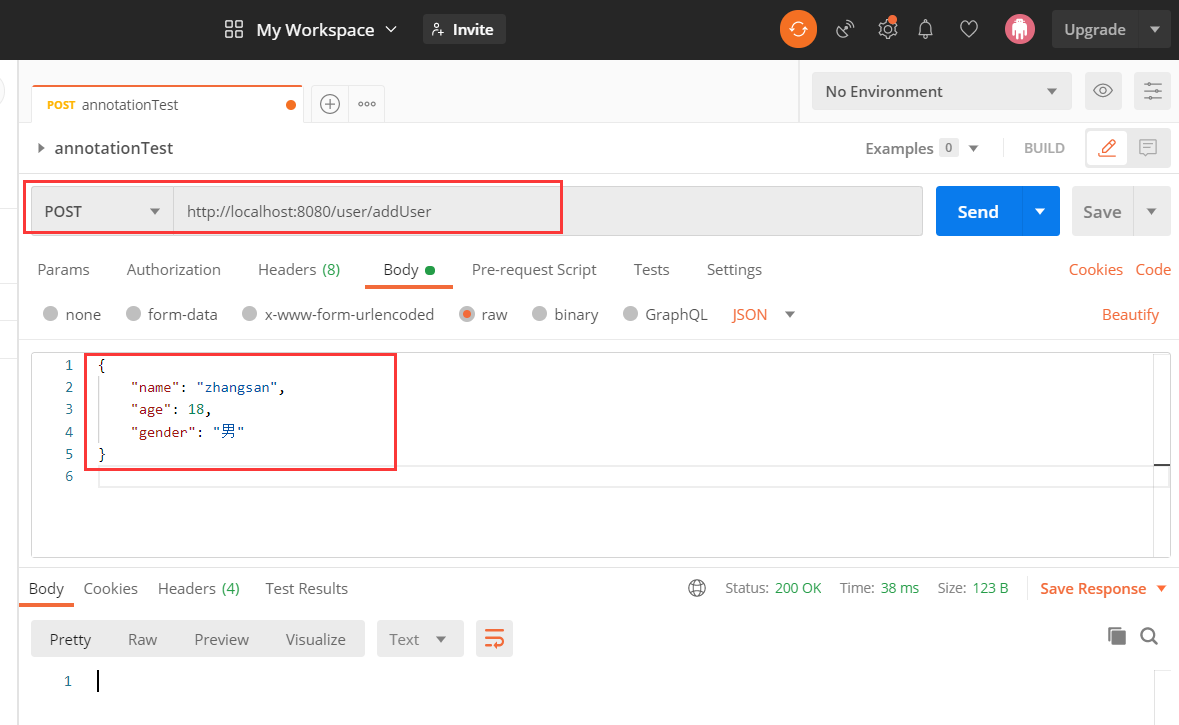 My Workspace Invite Upgrade
POST annotationTest No Environment
annotationTest Examples 0 BUILD
POST http://localhost:8080/user/addUser Send Save
Params Authorization Headers (8) Body Pre-request Script Tests Settings Cookies Code
none form-data x-www-form-urlencoded raw binary GraphQL JSON Beautify
1 {
2 "name": "zhangsan",
3 "age": 18,
4 "gender": "男"
5 }
6
Body Cookies Headers (4) Test Results Status: 200 OK Time: 38 ms Size: 123 B Save Response
Pretty Raw Preview Visualize Text
1